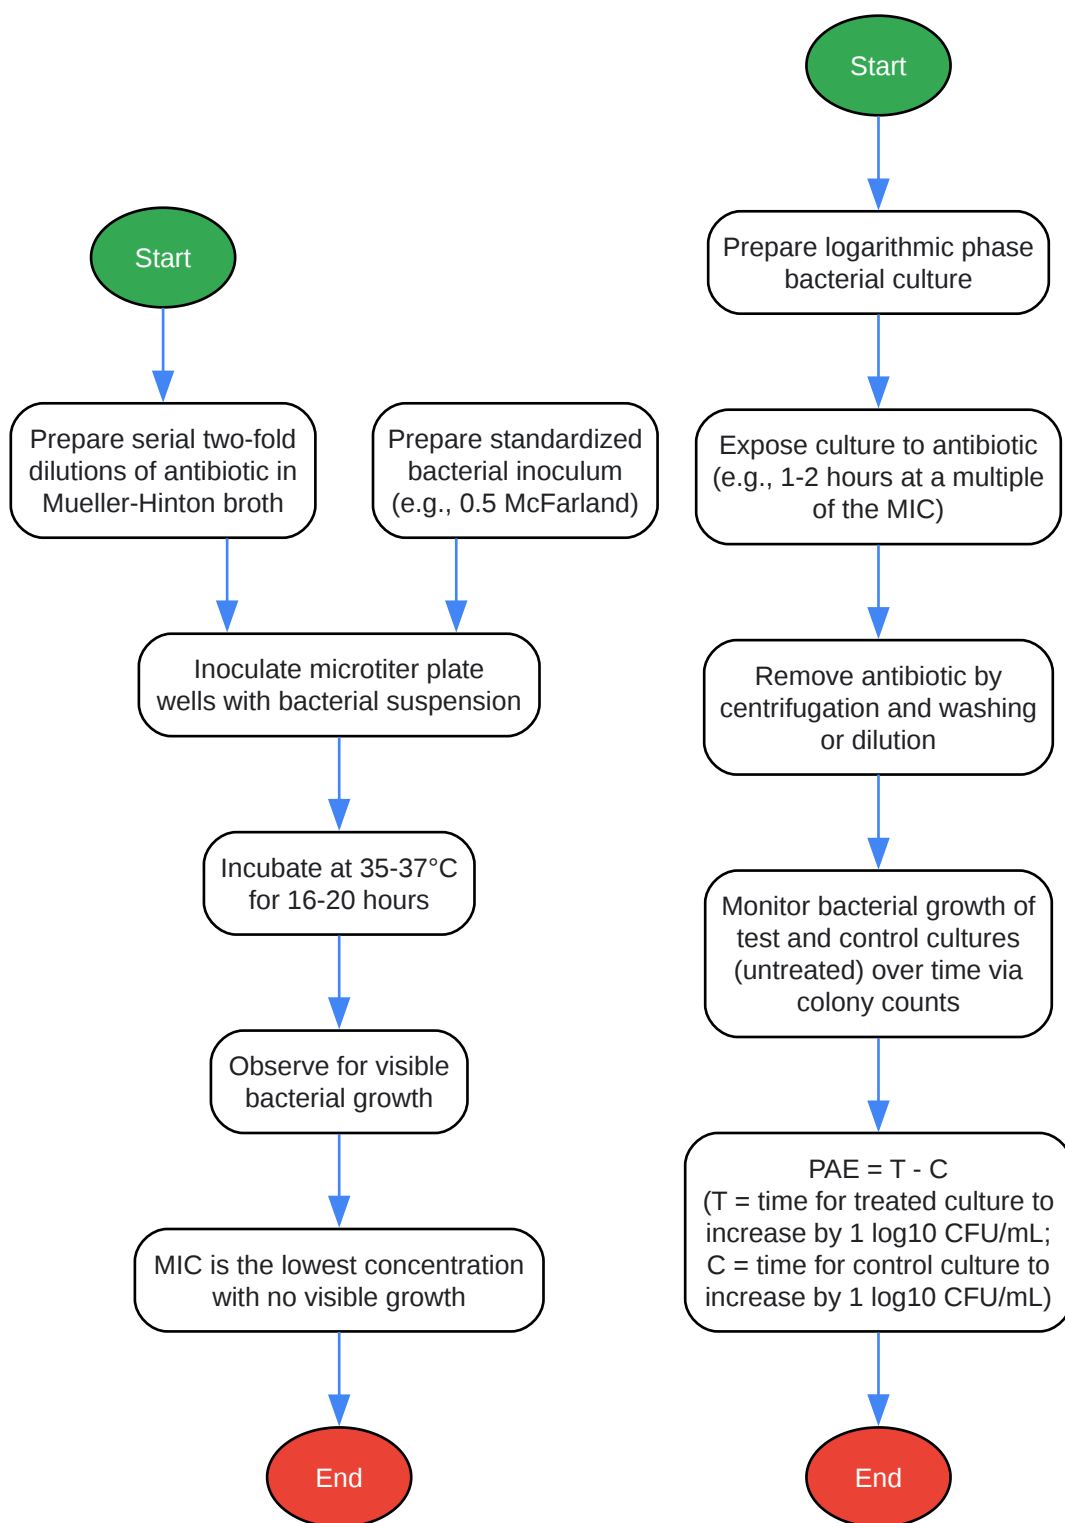 Start
Prepare serial two-fold
dilutions of antibiotic in
Mueller-Hinton broth
Prepare standardized
bacterial inoculum
(e.g., 0.5 McFarland)
Inoculate microtiter plate
wells with bacterial suspension
Incubate at 35-37°C
for 16-20 hours
Observe for visible
bacterial growth
MIC is the lowest concentration
with no visible growth
End
Start
Prepare logarithmic phase
bacterial culture
Expose culture to antibiotic
(e.g., 1-2 hours at a multiple
of the MIC)
Remove antibiotic by
centrifugation and washing
or dilution
Monitor bacterial growth of
test and control cultures
(untreated) over time via
colony counts
PAE = T - C
(T = time for treated culture to
increase by 1 log10 CFU/mL;
C = time for control culture to
increase by 1 log10 CFU/mL)
End